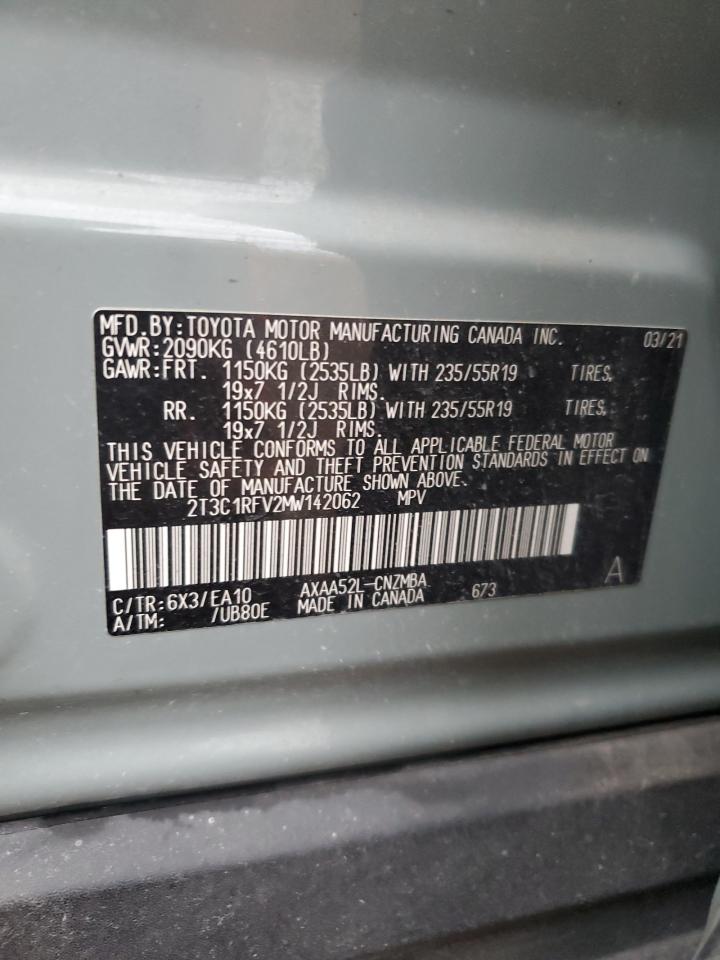 MFD.BY:TOYOTA MOTOR MANUFACTURING CANADA INC. 03/21
GVWR:2090KG (4610LB)
GAWR:FRT. 1150KG (2535LB) WITH 235/55R19 TIRES,
19x7 1/2J RIMS.
RR. 1150KG (2535LB) WITH 235/55R19 TIRES,
19x7 1/2J RIMS.
THIS VEHICLE CONFORMS TO ALL APPLICABLE FEDERAL MOTOR
VEHICLE SAFETY AND THEFT PREVENTION STANDARDS IN EFFECT ON
THE DATE OF MANUFACTURE SHOWN ABOVE.
2T3C1RFV2MW142062 MPV
C/TR:6X3/EA10 AXAA52L-CNZMBA 673 A
A/TM: /UB80E MADE IN CANADA